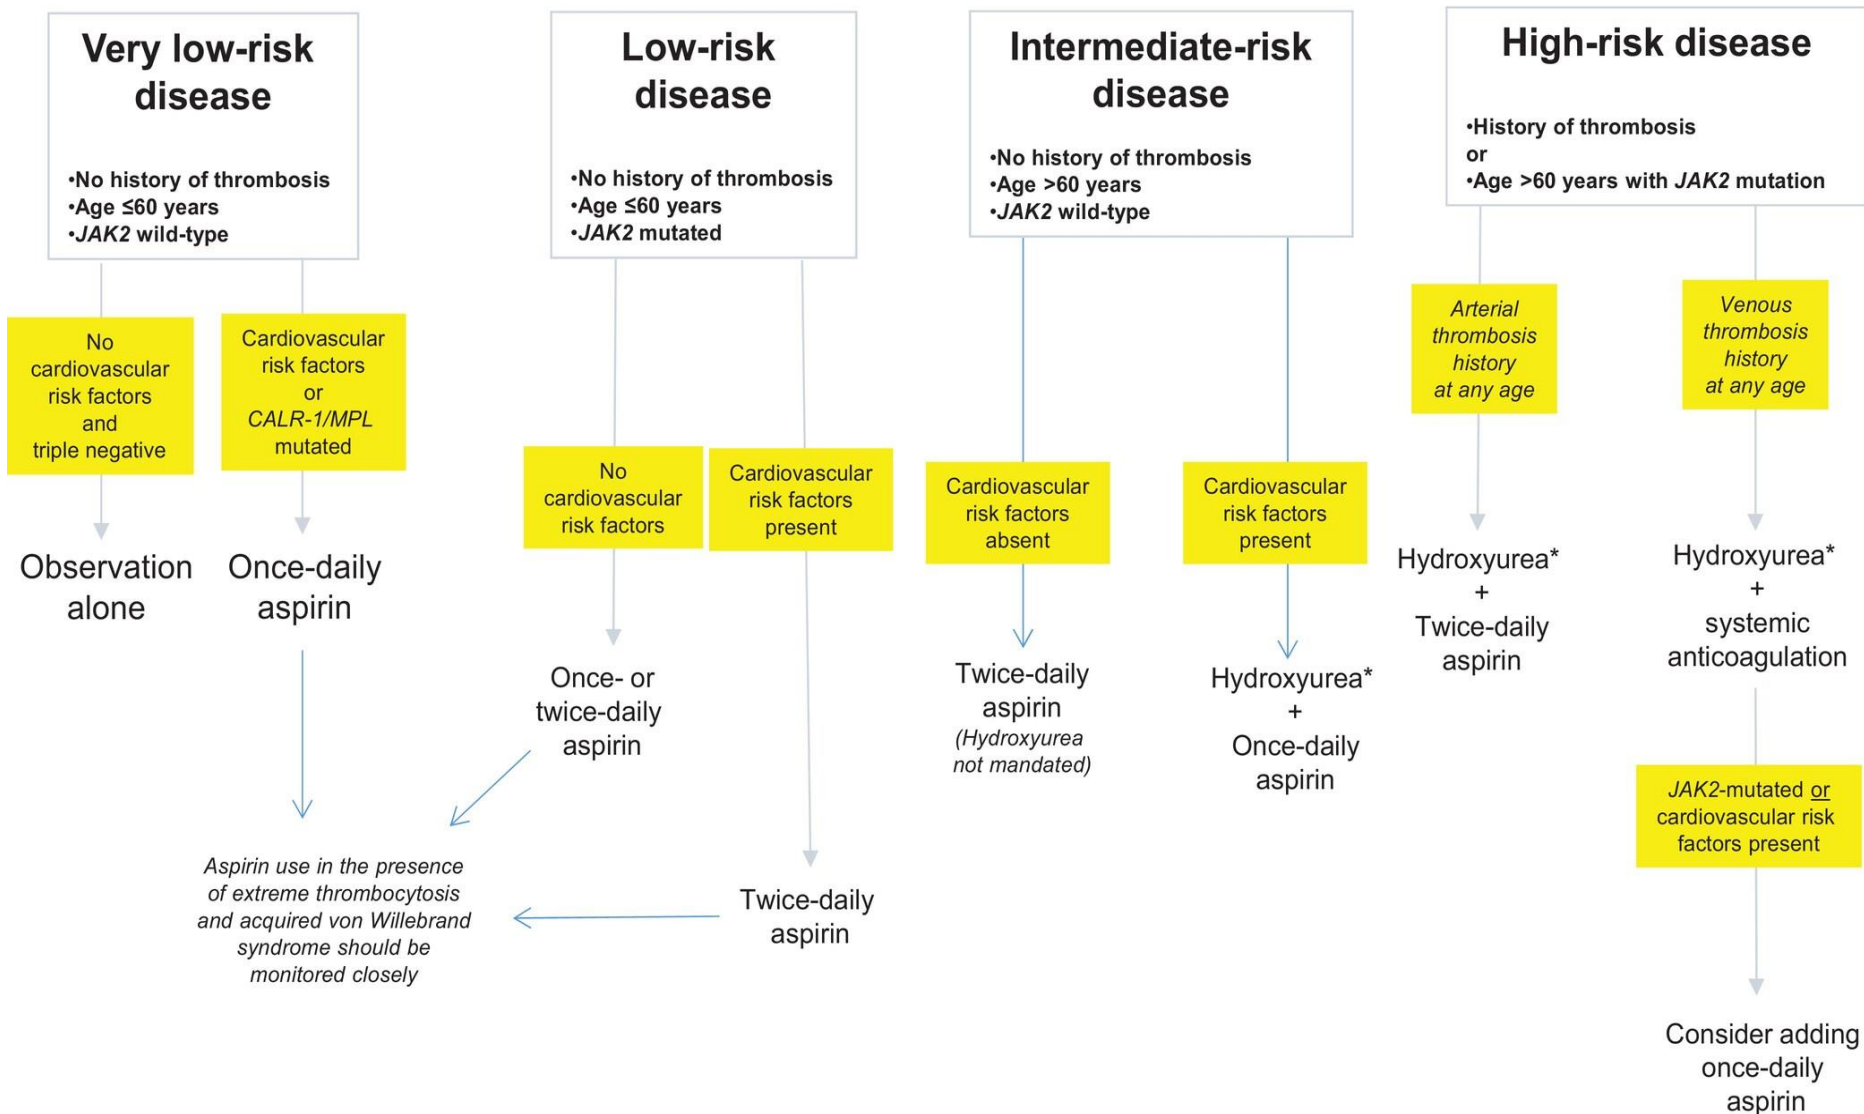 Very low-risk
disease
•No history of thrombosis
•Age ≤60 years
•JAK2 wild-type
No
cardiovascular
risk factors
and
triple negative
Observation
alone
Cardiovascular
risk factors
or
CALR-1/MPL
mutated
Once-daily
aspirin
Low-risk
disease
•No history of thrombosis
•Age ≤60 years
•JAK2 mutated
No
cardiovascular
risk factors
Once- or
twice-daily
aspirin
Cardiovascular
risk factors
present
Twice-daily
aspirin
Aspirin use in the presence
of extreme thrombocytosis
and acquired von Willebrand
syndrome should be
monitored closely
Intermediate-risk
disease
•No history of thrombosis
•Age >60 years
•JAK2 wild-type
Cardiovascular
risk factors
absent
Twice-daily
aspirin
(Hydroxyurea
not mandated)
Cardiovascular
risk factors
present
Hydroxyurea*
+
Once-daily
aspirin
High-risk disease
•History of thrombosis
or
•Age >60 years with JAK2 mutation
Arterial
thrombosis
history
at any age
Hydroxyurea*
+
Twice-daily
aspirin
Venous
thrombosis
history
at any age
Hydroxyurea*
+
systemic
anticoagulation
JAK2-mutated or
cardiovascular risk
factors present
Consider adding
once-daily
aspirin